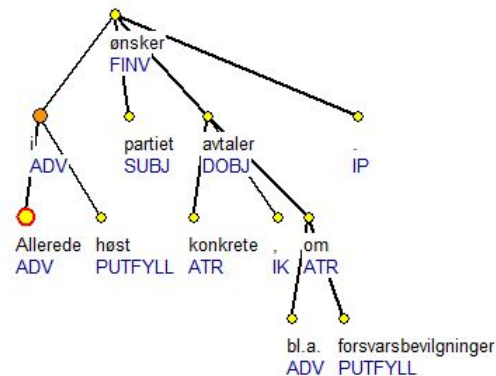 ønsker
FINV
i partiet avtaler .
ADV SUBJ DOBJ IP
Allerede høst konkrete , om
ADV PUTFYLL ATR IK ATR
bl.a. forsvarsbevilgninger
ADV PUTFYLL